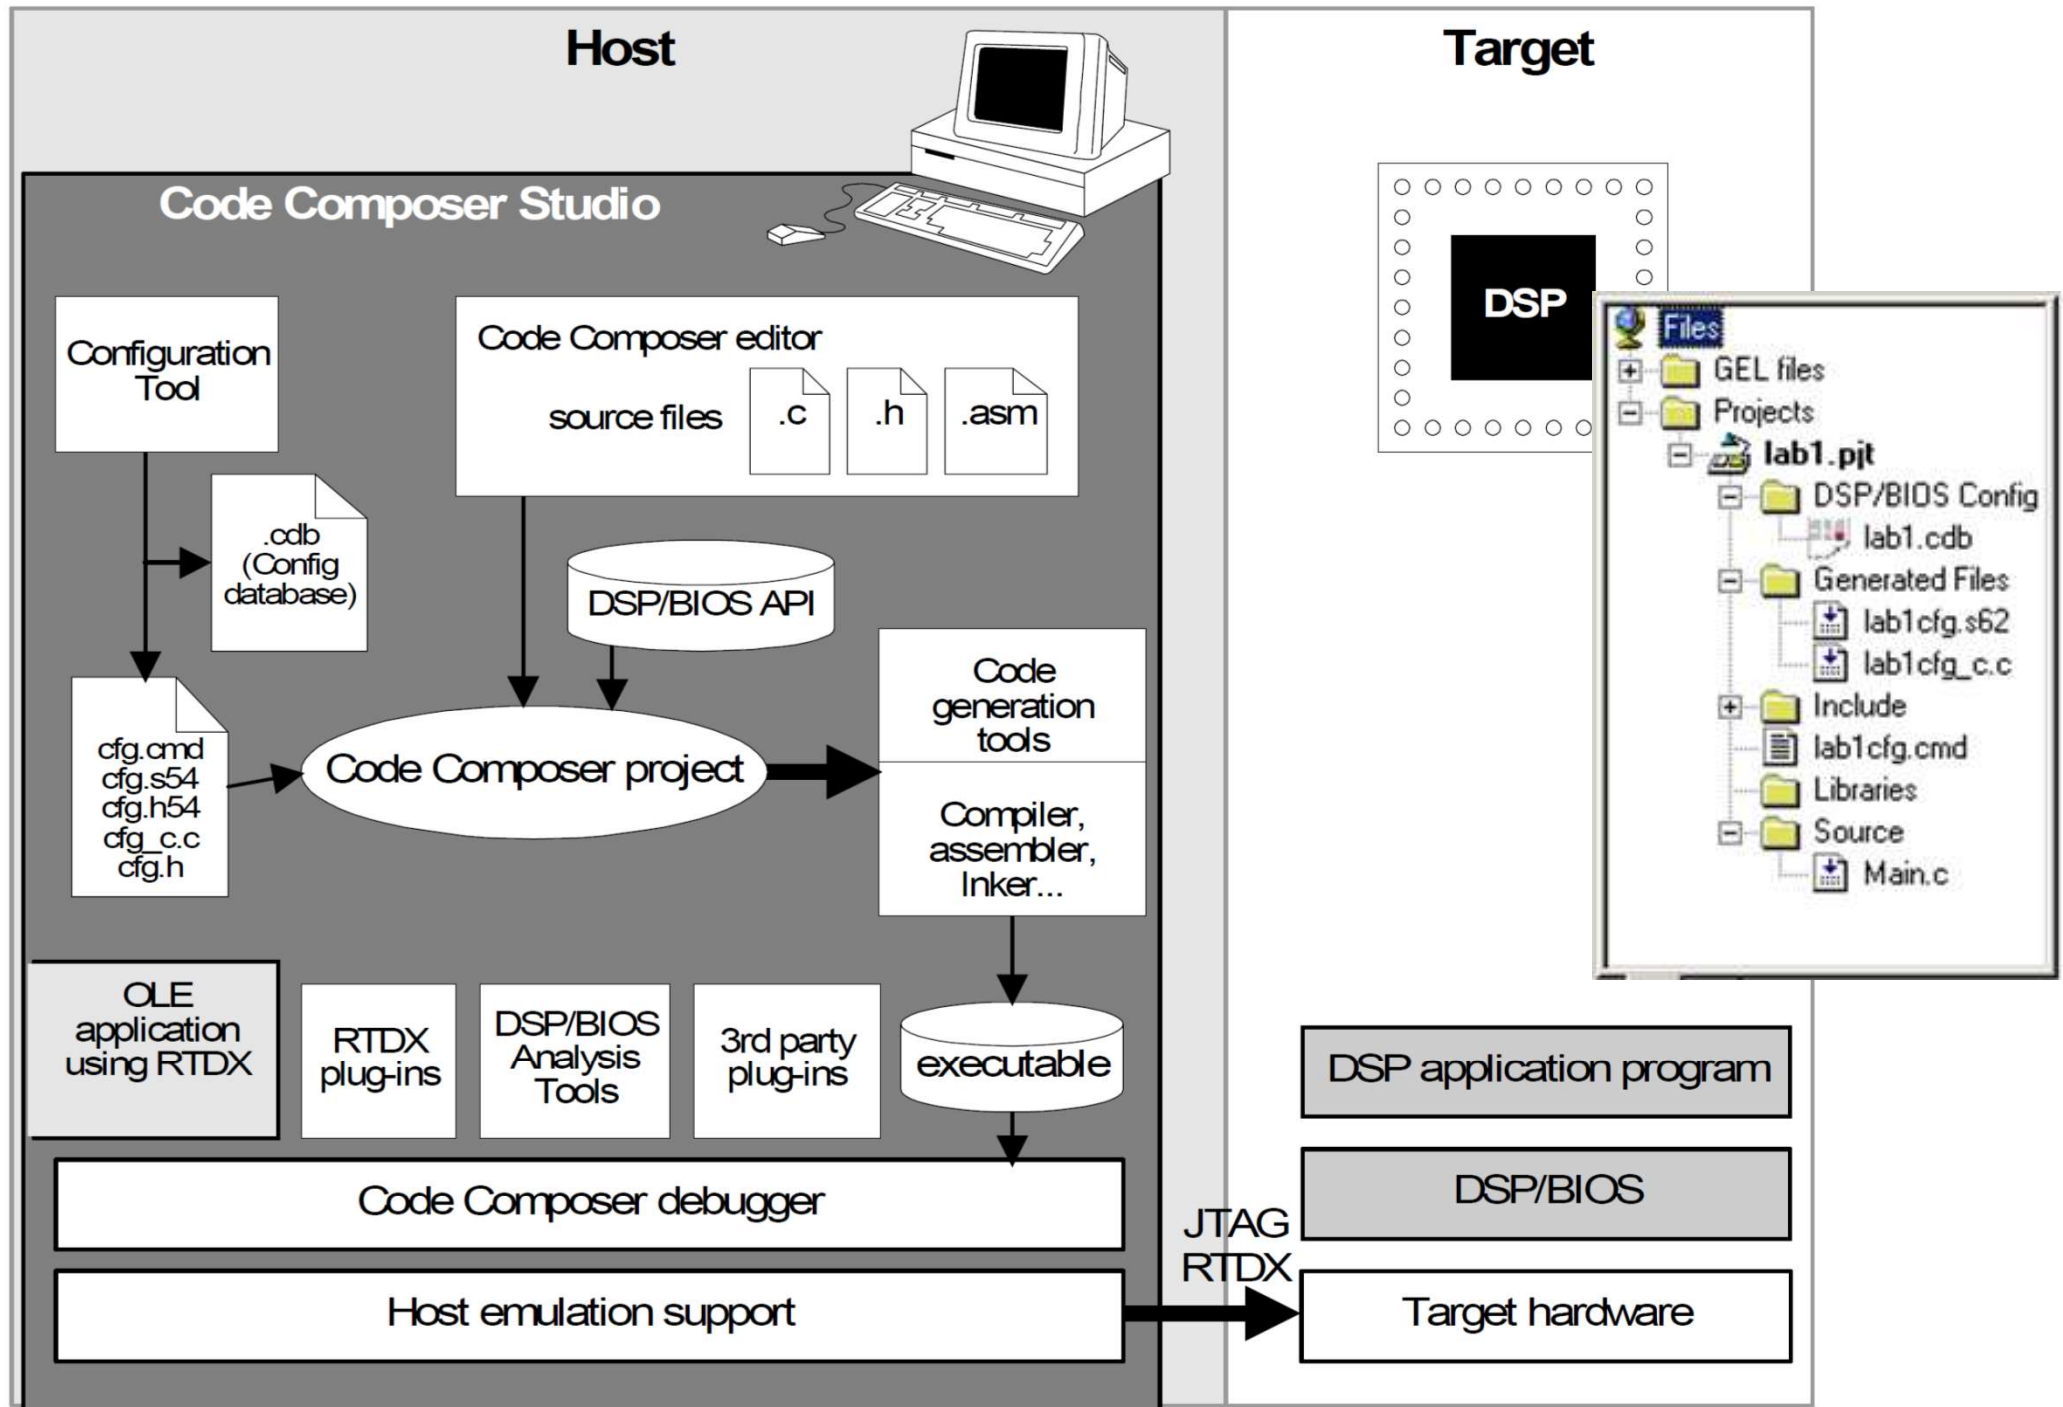 Host
Target
Code Composer Studio
Configuration
Tool
Code Composer editor
source files
.c
.h
.asm
.cdb
(Config
database)
DSP/BIOS API
cfg.cmd
cfg.s54
cfg.h54
cfg_c.c
cfg.h
Code Composer project
Code
generation
tools
Compiler,
assembler,
lnker...
OLE
application
using RTDX
RTDX
plug-ins
DSP/BIOS
Analysis
Tools
3rd party
plug-ins
executable
Code Composer debugger
Host emulation support
JTAG
RTDX
DSP
Files
GEL files
Projects
lab1.pjt
DSP/BIOS Config
lab1.cdb
Generated Files
lab1cfg.s62
lab1cfg_c.c
Include
lab1cfg.cmd
Libraries
Source
Main.c
DSP application program
DSP/BIOS
Target hardware